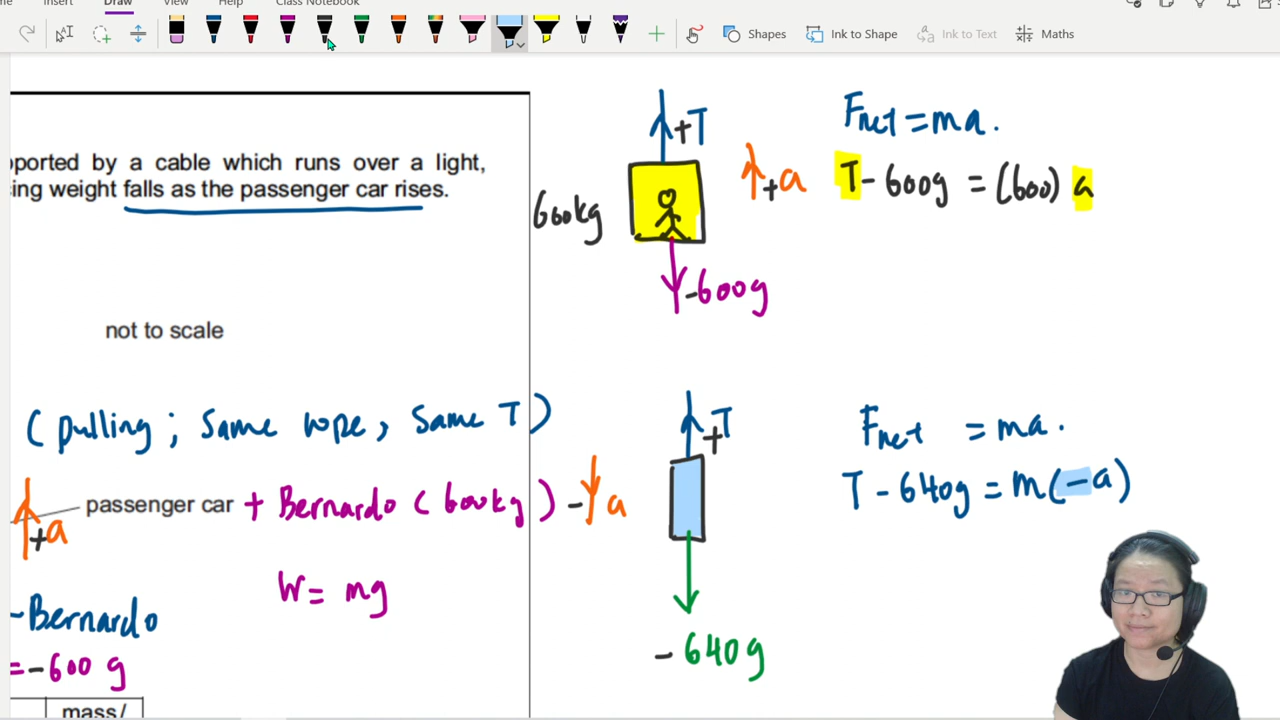 Insert Draw View Help Class Notebook
Shapes Ink to Shape Ink to Text Maths
ported by a cable which runs over a light,
ing weight falls as the passenger car rises.
not to scale
(pulling; same rope, same T)
passenger car + Bernardo (600kg)
+a
-a
W = mg
-Bernardo
=-600 g
mass/
+T
600kg
+a
-600g
Fnet = ma.
T-600g = (600) a
+T
-640g
Fnet = ma.
T-640g = m(-a)